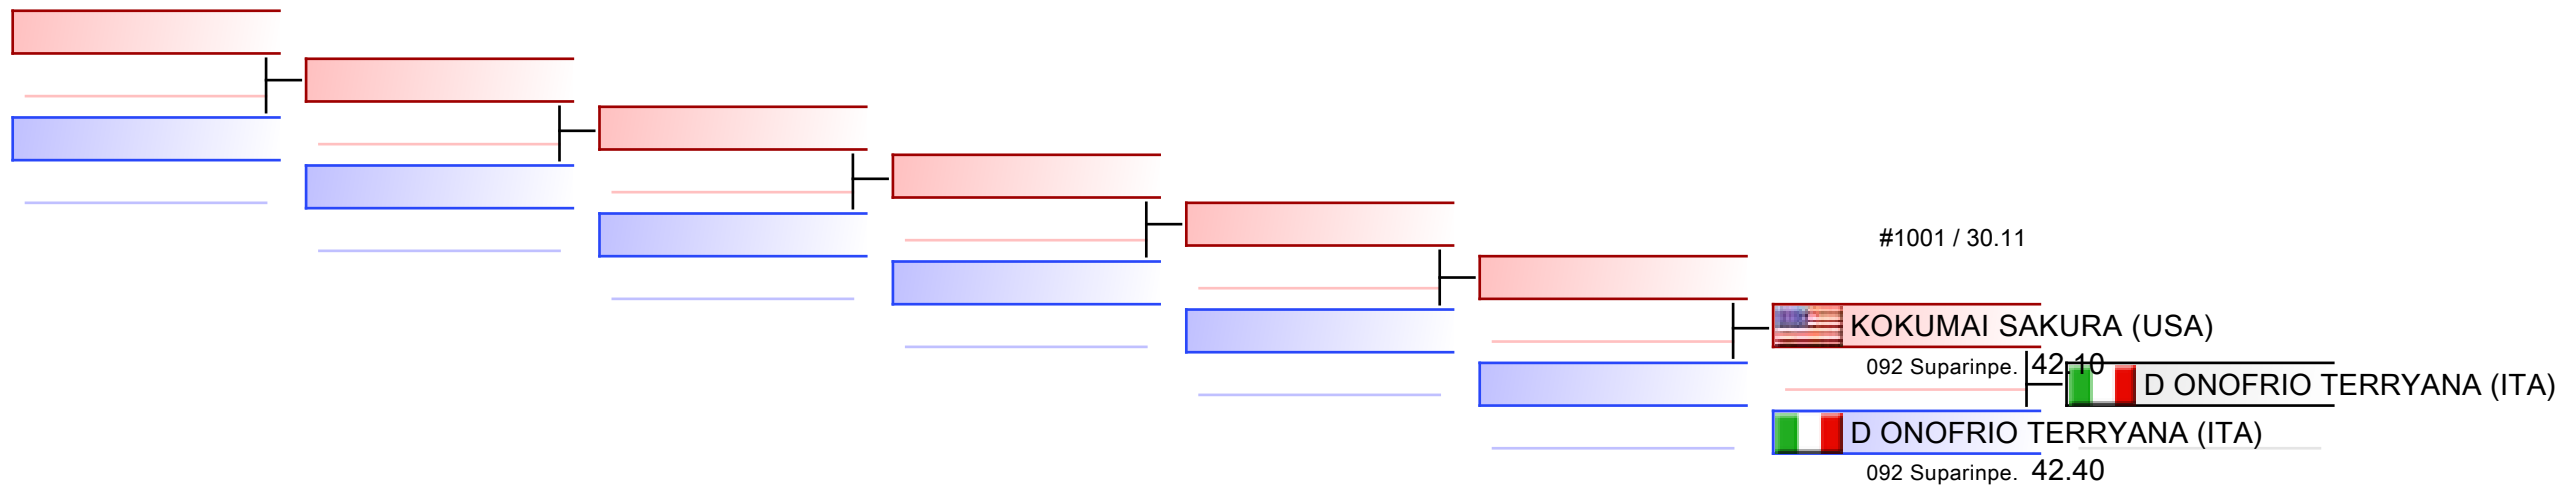 #1001 / 30.11
KOKUMAI SAKURA (USA)
092 Suparinpe. 42.10
D ONOFRIO TERRYANA (ITA)
D ONOFRIO TERRYANA (ITA)
092 Suparinpe. 42.40